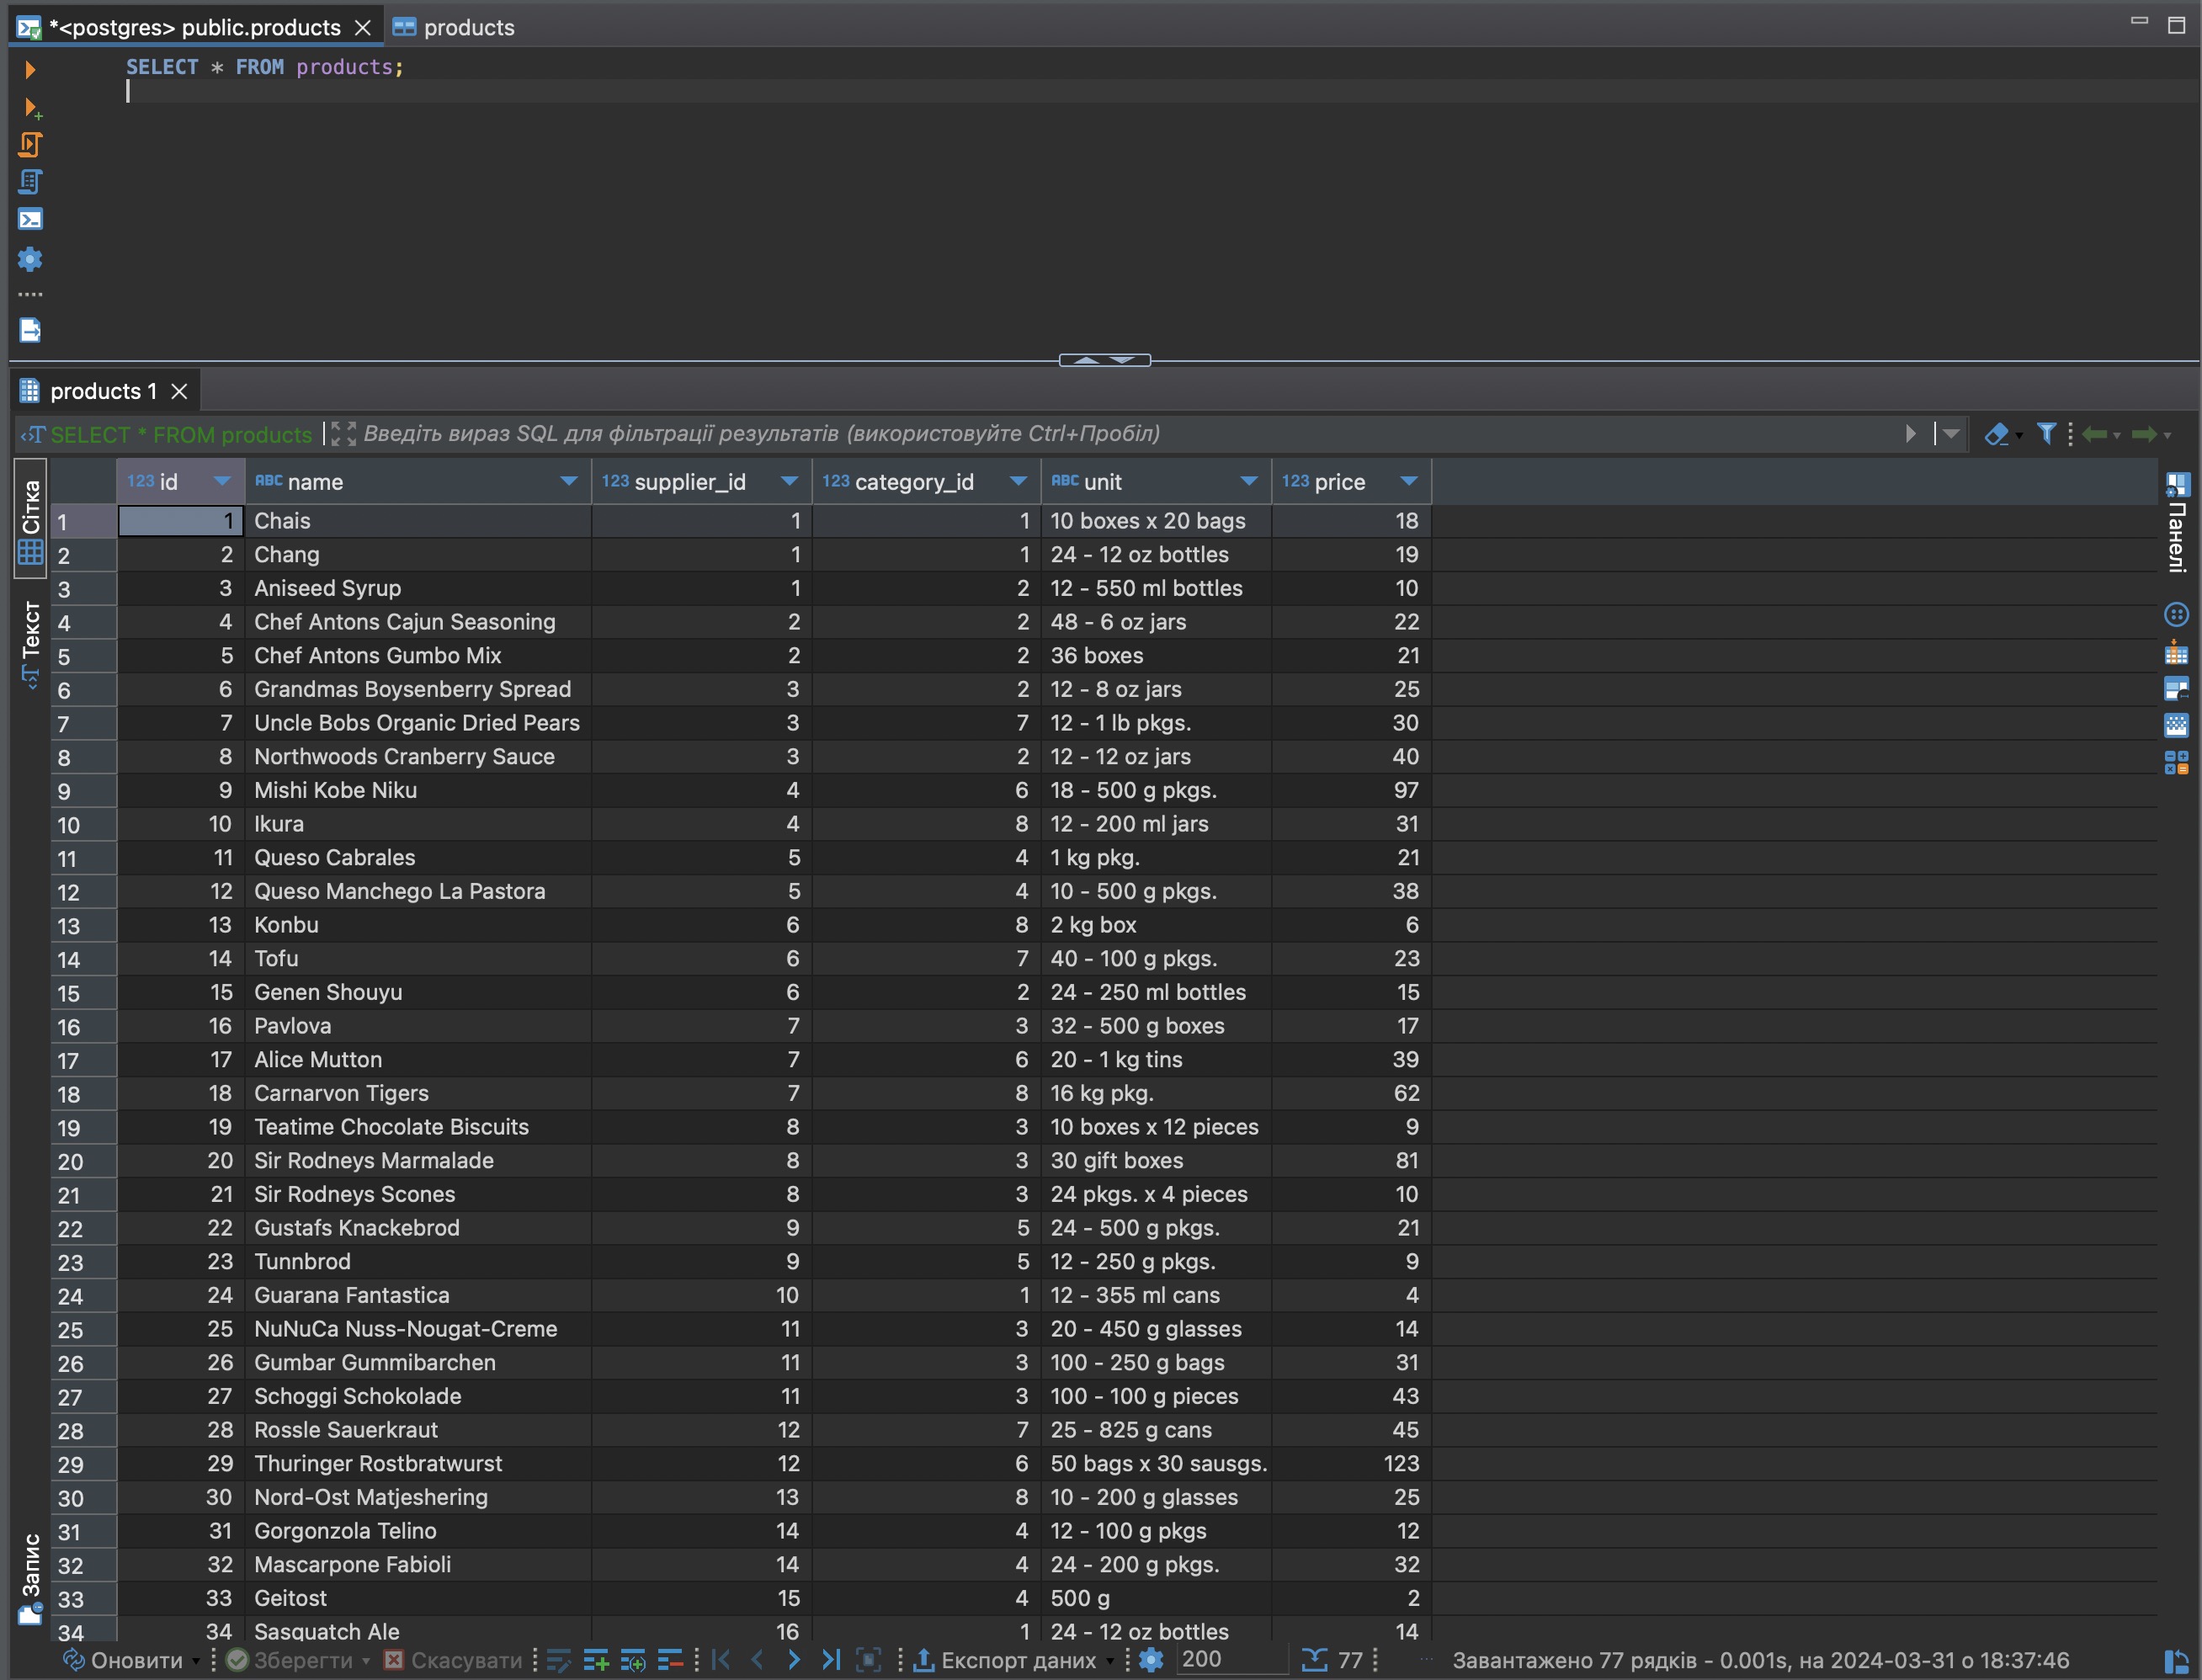 *<postgres> public.products products
SELECT * FROM products;
products 1
SELECT * FROM products Введіть вираз SQL для фільтрації результатів (використовуйте Ctrl+Пробіл)
Сітка
Текст
Запис
Панелі
123 id ABC name 123 supplier_id 123 category_id ABC unit 123 price
1 1 Chais 1 1 10 boxes x 20 bags 18
2 2 Chang 1 1 24 - 12 oz bottles 19
3 3 Aniseed Syrup 1 2 12 - 550 ml bottles 10
4 4 Chef Antons Cajun Seasoning 2 2 48 - 6 oz jars 22
5 5 Chef Antons Gumbo Mix 2 2 36 boxes 21
6 6 Grandmas Boysenberry Spread 3 2 12 - 8 oz jars 25
7 7 Uncle Bobs Organic Dried Pears 3 7 12 - 1 lb pkgs. 30
8 8 Northwoods Cranberry Sauce 3 2 12 - 12 oz jars 40
9 9 Mishi Kobe Niku 4 6 18 - 500 g pkgs. 97
10 10 Ikura 4 8 12 - 200 ml jars 31
11 11 Queso Cabrales 5 4 1 kg pkg. 21
12 12 Queso Manchego La Pastora 5 4 10 - 500 g pkgs. 38
13 13 Konbu 6 8 2 kg box 6
14 14 Tofu 6 7 40 - 100 g pkgs. 23
15 15 Genen Shouyu 6 2 24 - 250 ml bottles 15
16 16 Pavlova 7 3 32 - 500 g boxes 17
17 17 Alice Mutton 7 6 20 - 1 kg tins 39
18 18 Carnarvon Tigers 7 8 16 kg pkg. 62
19 19 Teatime Chocolate Biscuits 8 3 10 boxes x 12 pieces 9
20 20 Sir Rodneys Marmalade 8 3 30 gift boxes 81
21 21 Sir Rodneys Scones 8 3 24 pkgs. x 4 pieces 10
22 22 Gustafs Knackebrod 9 5 24 - 500 g pkgs. 21
23 23 Tunnbrod 9 5 12 - 250 g pkgs. 9
24 24 Guarana Fantastica 10 1 12 - 355 ml cans 4
25 25 NuNuCa Nuss-Nougat-Creme 11 3 20 - 450 g glasses 14
26 26 Gumbar Gummibarchen 11 3 100 - 250 g bags 31
27 27 Schoggi Schokolade 11 3 100 - 100 g pieces 43
28 28 Rossle Sauerkraut 12 7 25 - 825 g cans 45
29 29 Thuringer Rostbratwurst 12 6 50 bags x 30 sausgs. 123
30 30 Nord-Ost Matjeshering 13 8 10 - 200 g glasses 25
31 31 Gorgonzola Telino 14 4 12 - 100 g pkgs 12
32 32 Mascarpone Fabioli 14 4 24 - 200 g pkgs. 32
33 33 Geitost 15 4 500 g 2
34 34 Sasquatch Ale 16 1 24 - 12 oz bottles 14
Оновити Зберегти Скасувати Експорт даних 200 77 Завантажено 77 рядків - 0.001s, на 2024-03-31 о 18:37:46